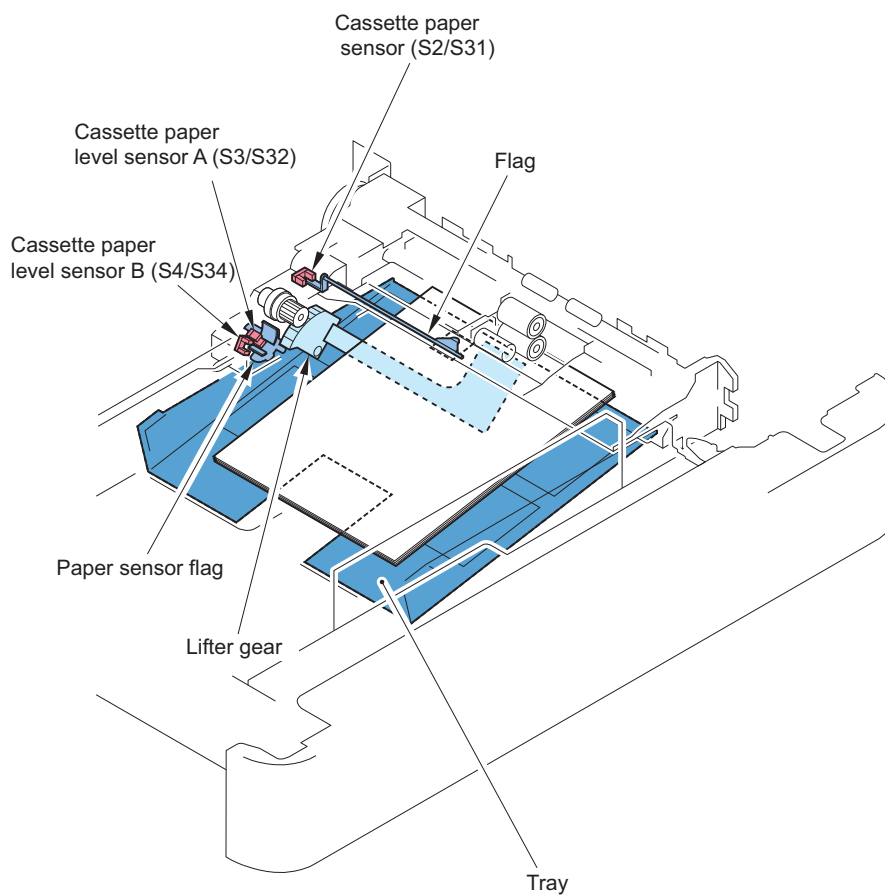 Cassette paper
sensor (S2/S31)
Cassette paper
level sensor A (S3/S32)
Flag
Cassette paper
level sensor B (S4/S34)
Paper sensor flag
Lifter gear
Tray